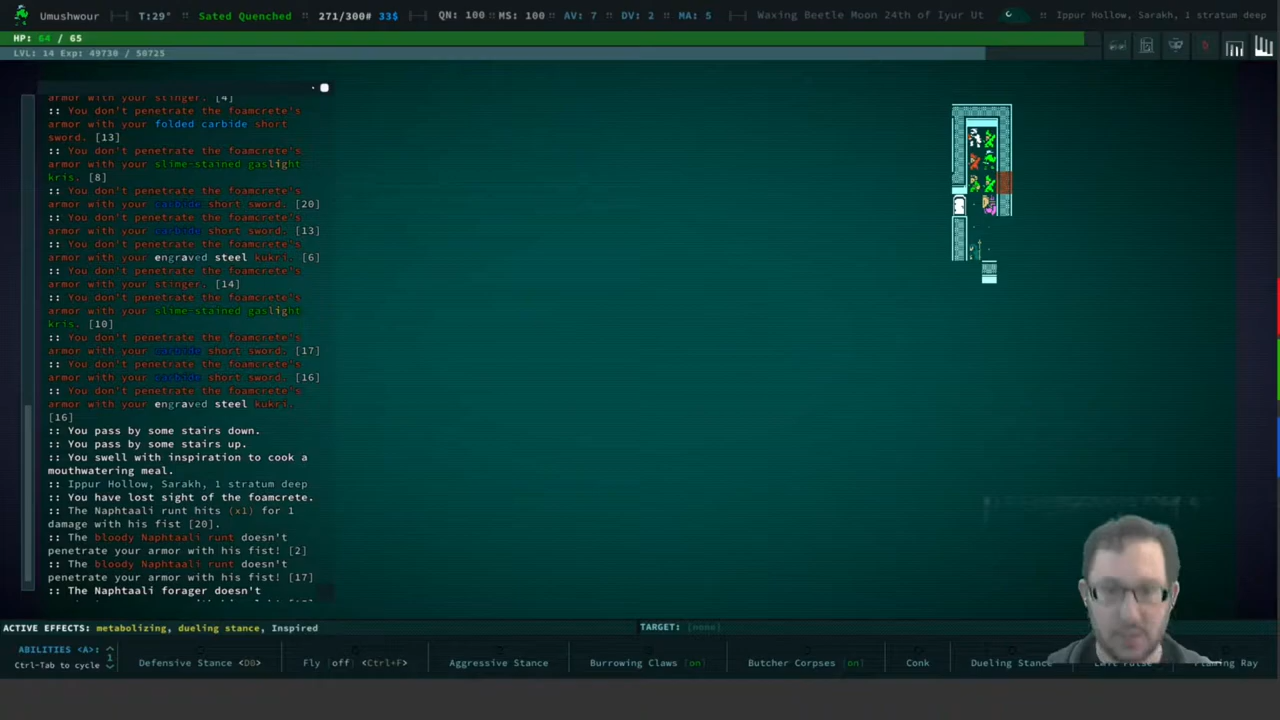 Umushwour T:29° Sated Quenched 271/300# 33$ QN: 100 MS: 100 AV: 7 DV: 2 MA: 5 Waxing Beetle Moon 24th of Iyur Ut Ippur Hollow, Sarakh, 1 stratum deep
HP: 64 / 65
LVL: 14 Exp: 49730 / 50725
armor with your stinger. [4]
:: You don't penetrate the foamcrete's
armor with your folded carbide short
sword. [13]
:: You don't penetrate the foamcrete's
armor with your slime-stained gaslight
kris. [8]
:: You don't penetrate the foamcrete's
armor with your carbide short sword. [20]
:: You don't penetrate the foamcrete's
armor with your carbide short sword. [13]
:: You don't penetrate the foamcrete's
armor with your engraved steel kukri. [6]
:: You don't penetrate the foamcrete's
armor with your stinger. [14]
:: You don't penetrate the foamcrete's
armor with your slime-stained gaslight
kris. [10]
:: You don't penetrate the foamcrete's
armor with your carbide short sword. [17]
:: You don't penetrate the foamcrete's
armor with your carbide short sword. [16]
:: You don't penetrate the foamcrete's
armor with your engraved steel kukri.
[16]
:: You pass by some stairs down.
:: You pass by some stairs up.
:: You swell with inspiration to cook a
mouthwatering meal.
:: Ippur Hollow, Sarakh, 1 stratum deep
:: You have lost sight of the foamcrete.
:: The Naphtaali runt hits (x1) for 1
damage with his fist [20].
:: The bloody Naphtaali runt doesn't
penetrate your armor with his fist! [2]
:: The bloody Naphtaali runt doesn't
penetrate your armor with his fist! [17]
:: The Naphtaali forager doesn't
ACTIVE EFFECTS: metabolizing, dueling stance, Inspired TARGET: [none]
ABILITIES <A>: 1
Ctrl-Tab to cycle
Defensive Stance <DB> Fly [off] <Ctrl+F> Aggressive Stance Burrowing Claws [on] Butcher Corpses [on] Conk Dueling Stance Flaming Ray